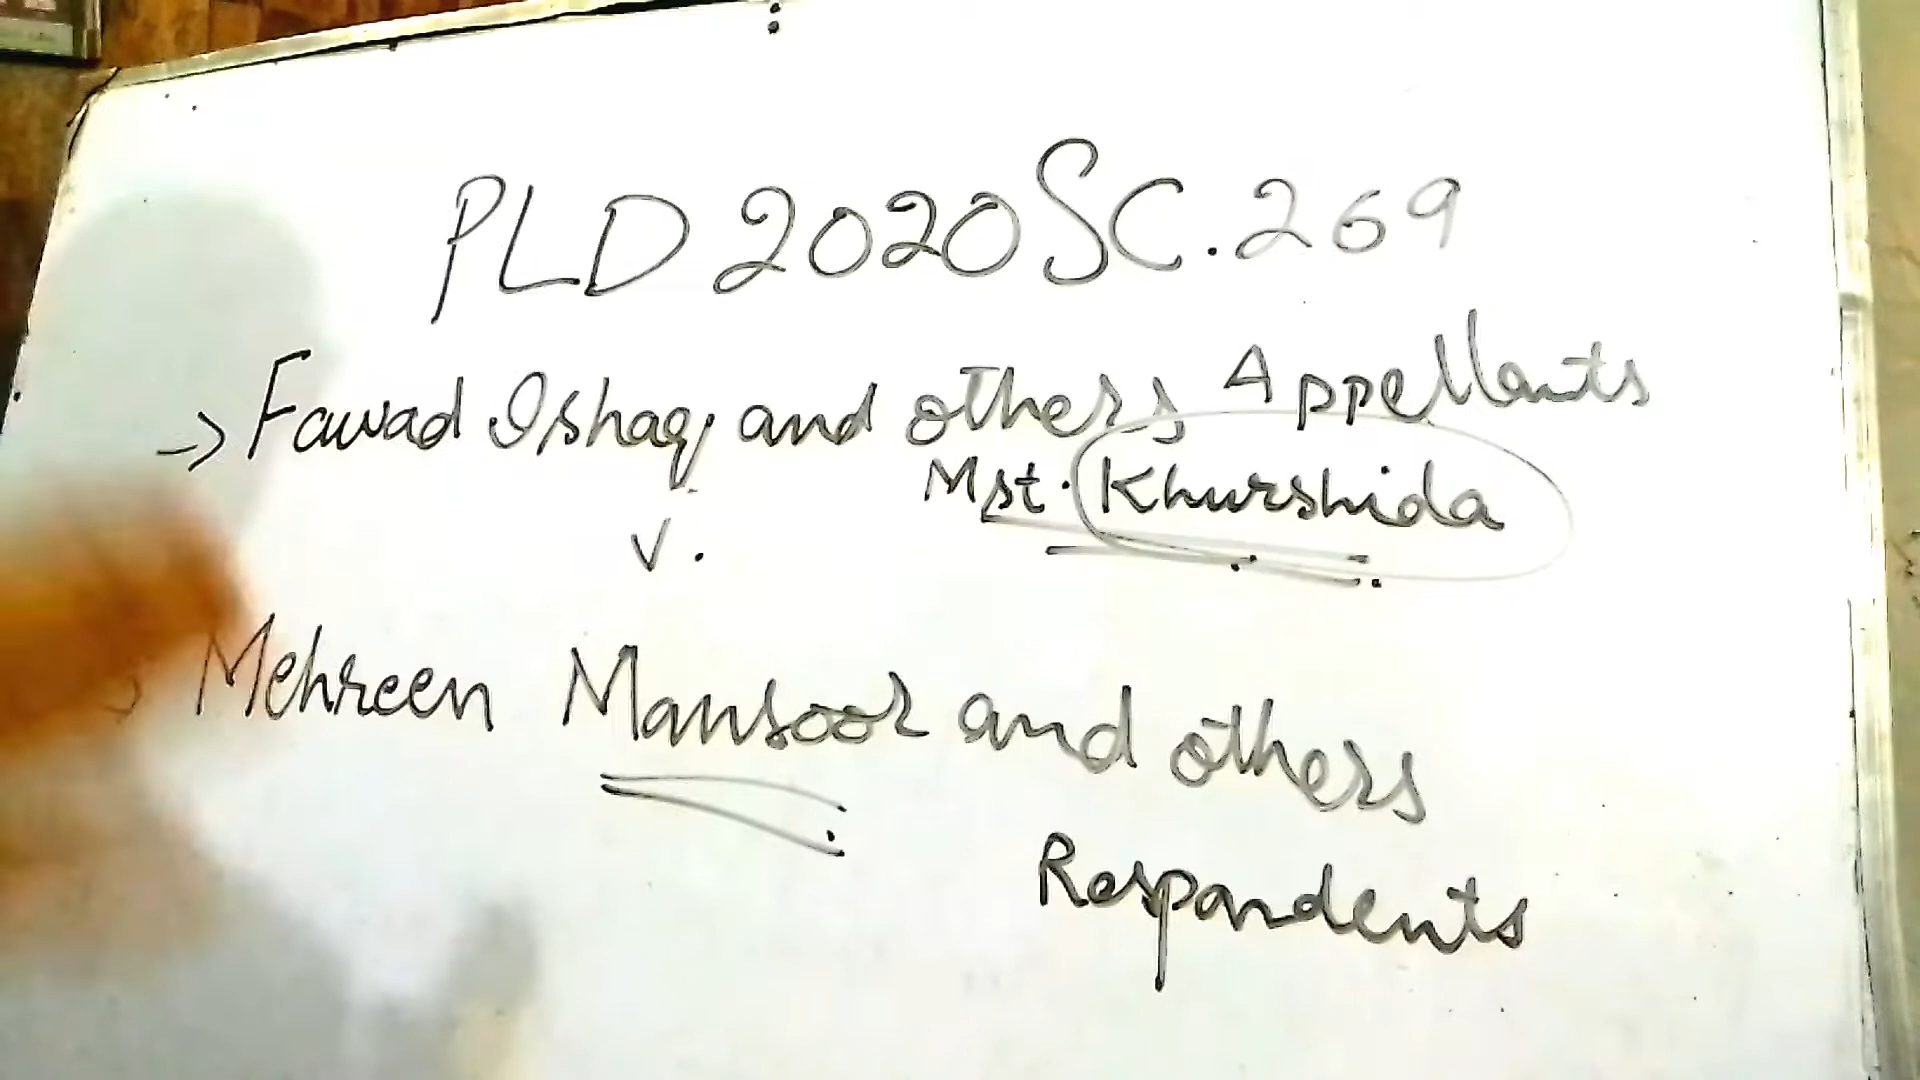 PLD 2020 SC. 269
→ Fawad Ishaq, and others Appellants
Mst. Khurshida
V.
Mehreen Mansoor and others
Respondents